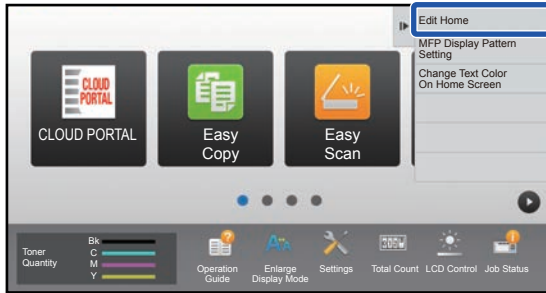 Edit Home
MFP Display Pattern
Setting
Change Text Color
On Home Screen
CLOUD
PORTAL
CLOUD PORTAL
Easy
Copy
Easy
Scan
Toner
Quantity
Bk
C
M
Y
Operation
Guide
Enlarge
Display Mode
Settings
Total Count
LCD Control
Job Status